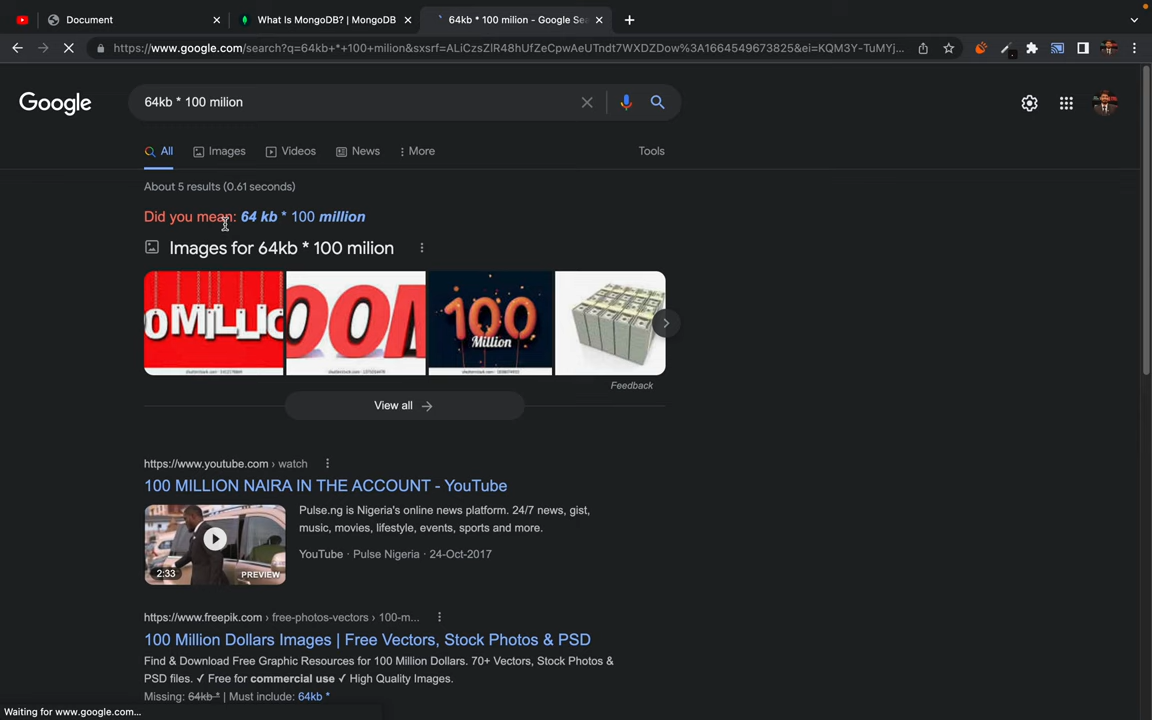 Document
What Is MongoDB? | MongoDB
64kb * 100 milion - Google Sea
https://www.google.com/search?q=64kb+*+100+milion&sxsrf=ALiCzsZlR48hUfZeCpwAeUTndt7WXDZDow%3A1664549673825&ei=KQM3Y-TuMYj...
Google
64kb * 100 milion
All
Images
Videos
News
More
Tools
About 5 results (0.61 seconds)
Did you mean: 64 kb * 100 million
Images for 64kb * 100 milion
0 MILLIO
00M
100
Million
Feedback
View all
https://www.youtube.com › watch
100 MILLION NAIRA IN THE ACCOUNT - YouTube
Pulse.ng is Nigeria's online news platform. 24/7 news, gist,
music, movies, lifestyle, events, sports and more.
YouTube · Pulse Nigeria · 24-Oct-2017
2:33
PREVIEW
https://www.freepik.com › free-photos-vectors › 100-m...
100 Million Dollars Images | Free Vectors, Stock Photos & PSD
Find & Download Free Graphic Resources for 100 Million Dollars. 70+ Vectors, Stock Photos &
PSD files. ✓ Free for commercial use ✓ High Quality Images.
Missing: 64kb * | Must include: 64kb *
Waiting for www.google.com...